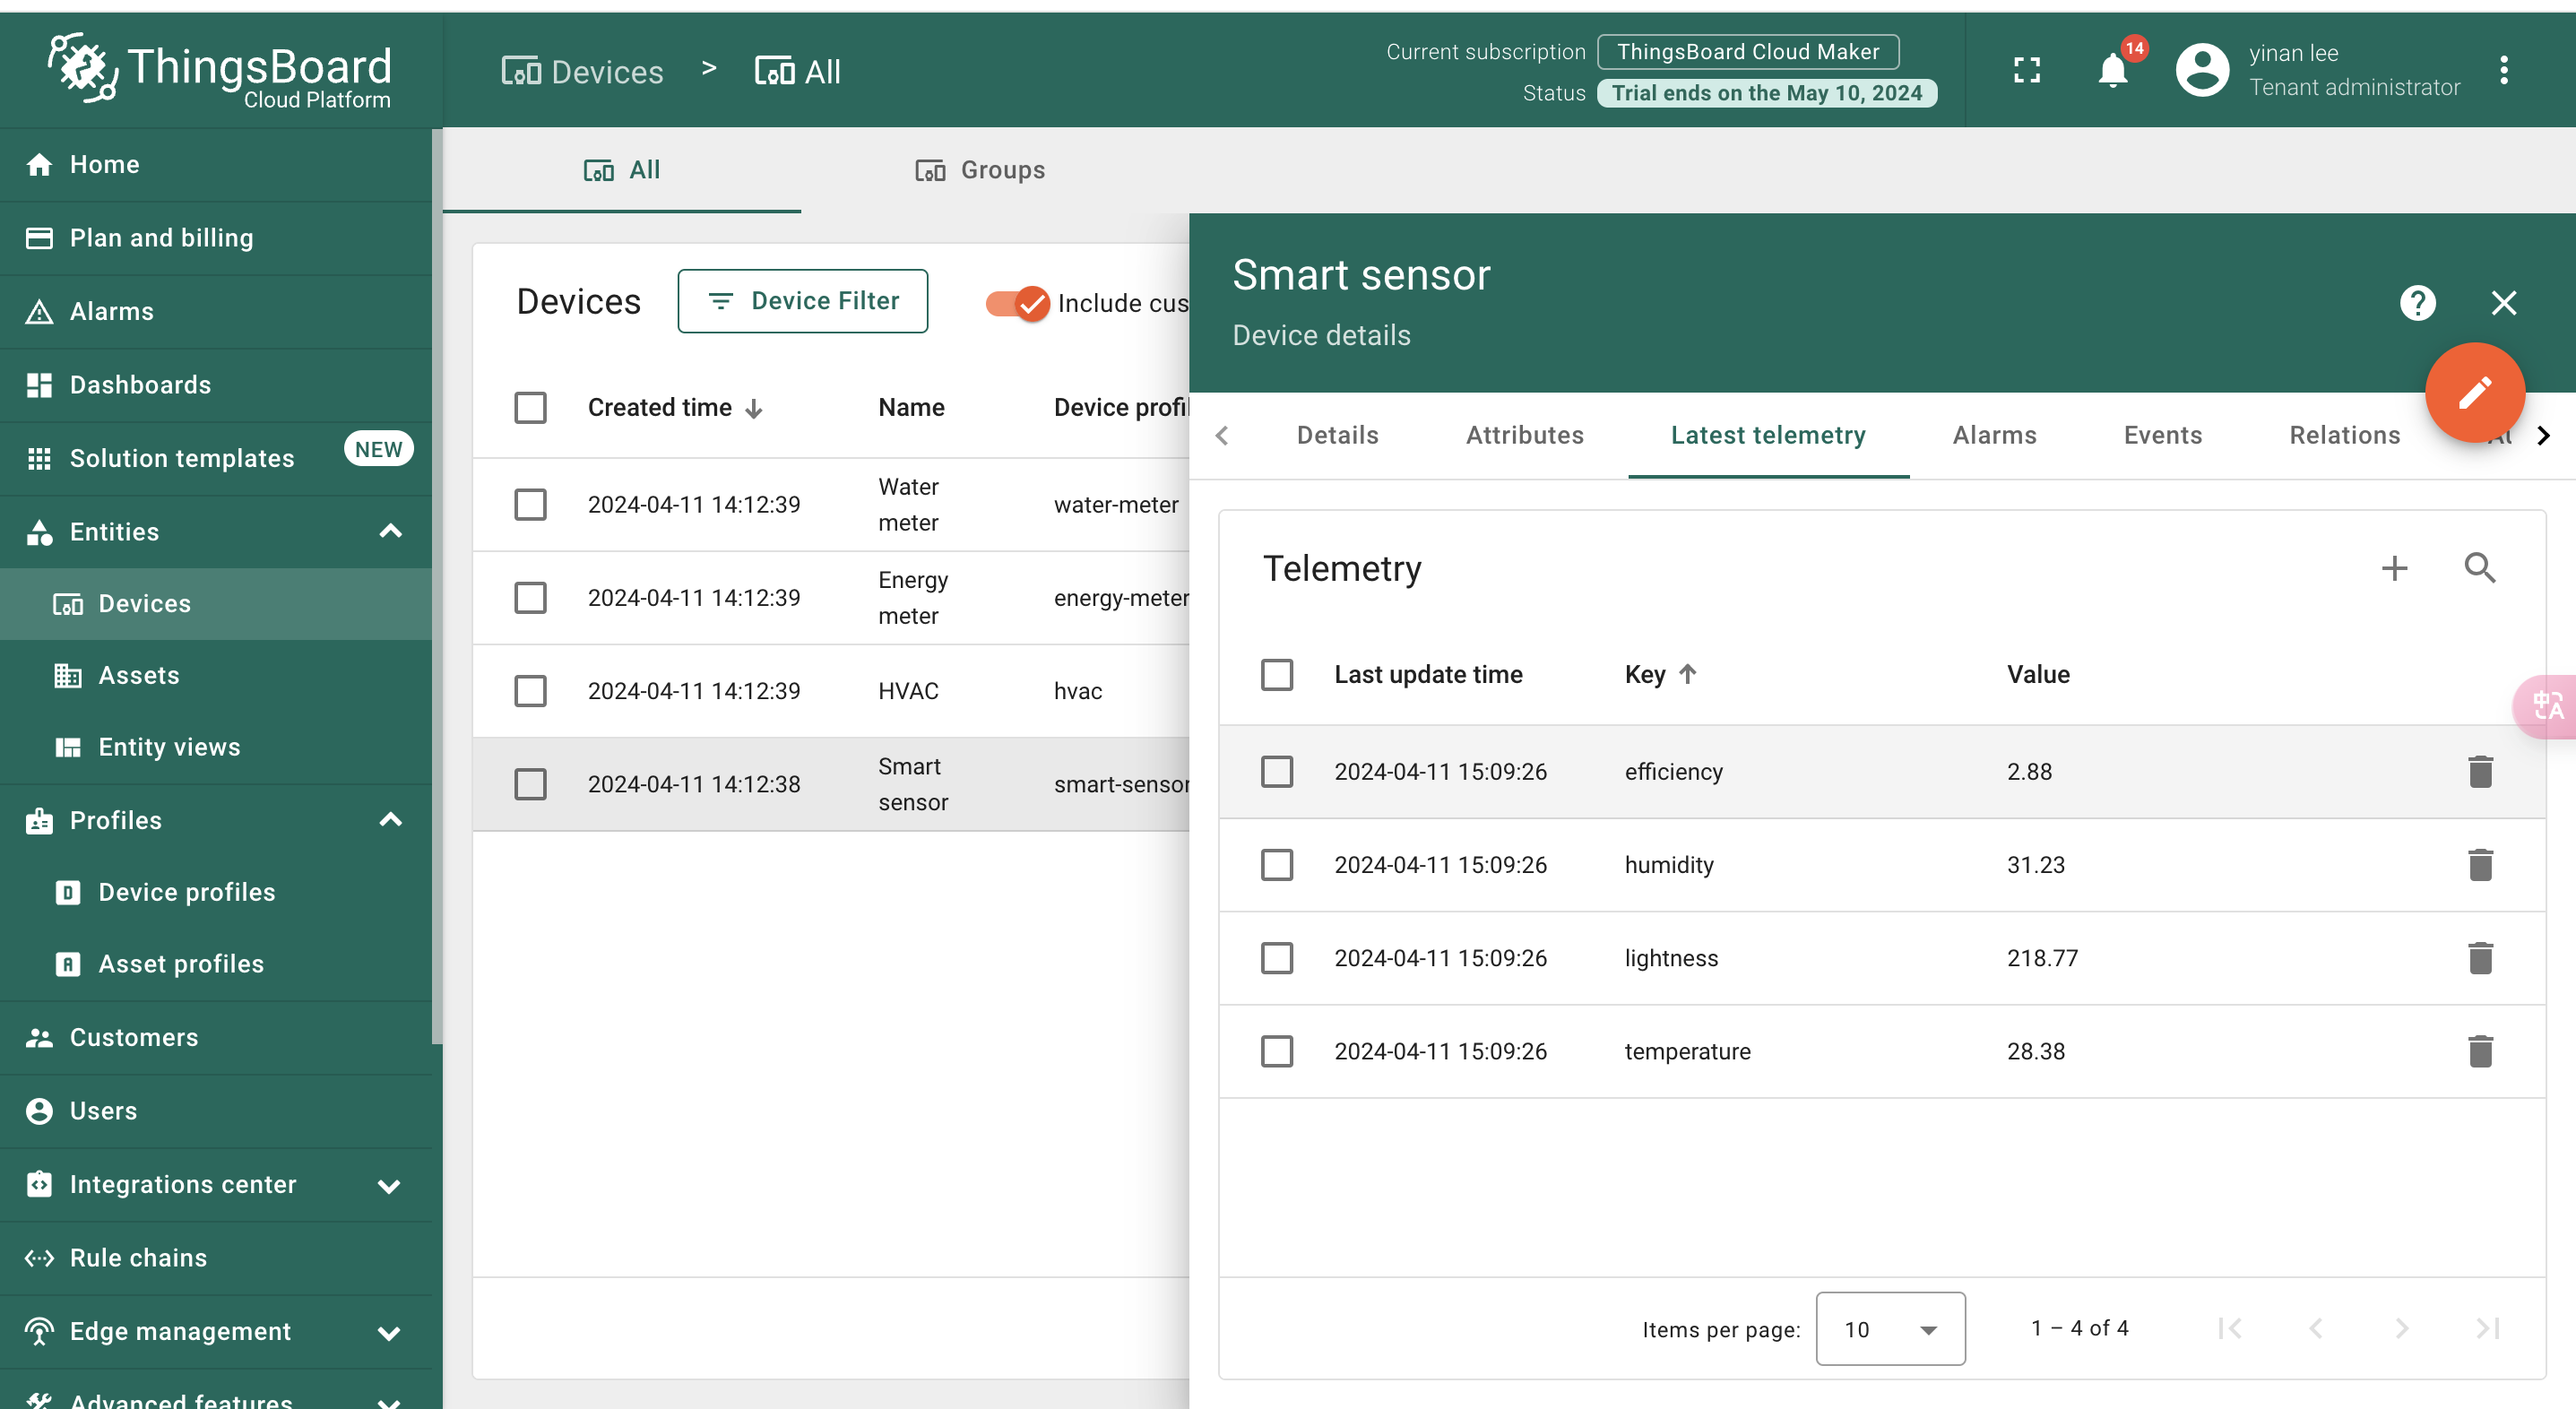 ThingsBoard
Cloud Platform
Devices > All
Current subscription ThingsBoard Cloud Maker
Status Trial ends on the May 10, 2024
14
yinan lee
Tenant administrator
Home
Plan and billing
Alarms
Dashboards
Solution templates NEW
Entities
Devices
Assets
Entity views
Profiles
D Device profiles
A Asset profiles
Customers
Users
Integrations center
Rule chains
Edge management
Advanced features
All Groups
Devices Device Filter Include cus
Created time Name Device profil
2024-04-11 14:12:39 Water meter water-meter
2024-04-11 14:12:39 Energy meter energy-meter
2024-04-11 14:12:39 HVAC hvac
2024-04-11 14:12:38 Smart sensor smart-sensor
Smart sensor
Device details
?
Details Attributes Latest telemetry Alarms Events Relations
Telemetry
Last update time Key Value
2024-04-11 15:09:26 efficiency 2.88
2024-04-11 15:09:26 humidity 31.23
2024-04-11 15:09:26 lightness 218.77
2024-04-11 15:09:26 temperature 28.38
Items per page: 10 1 – 4 of 4
中A